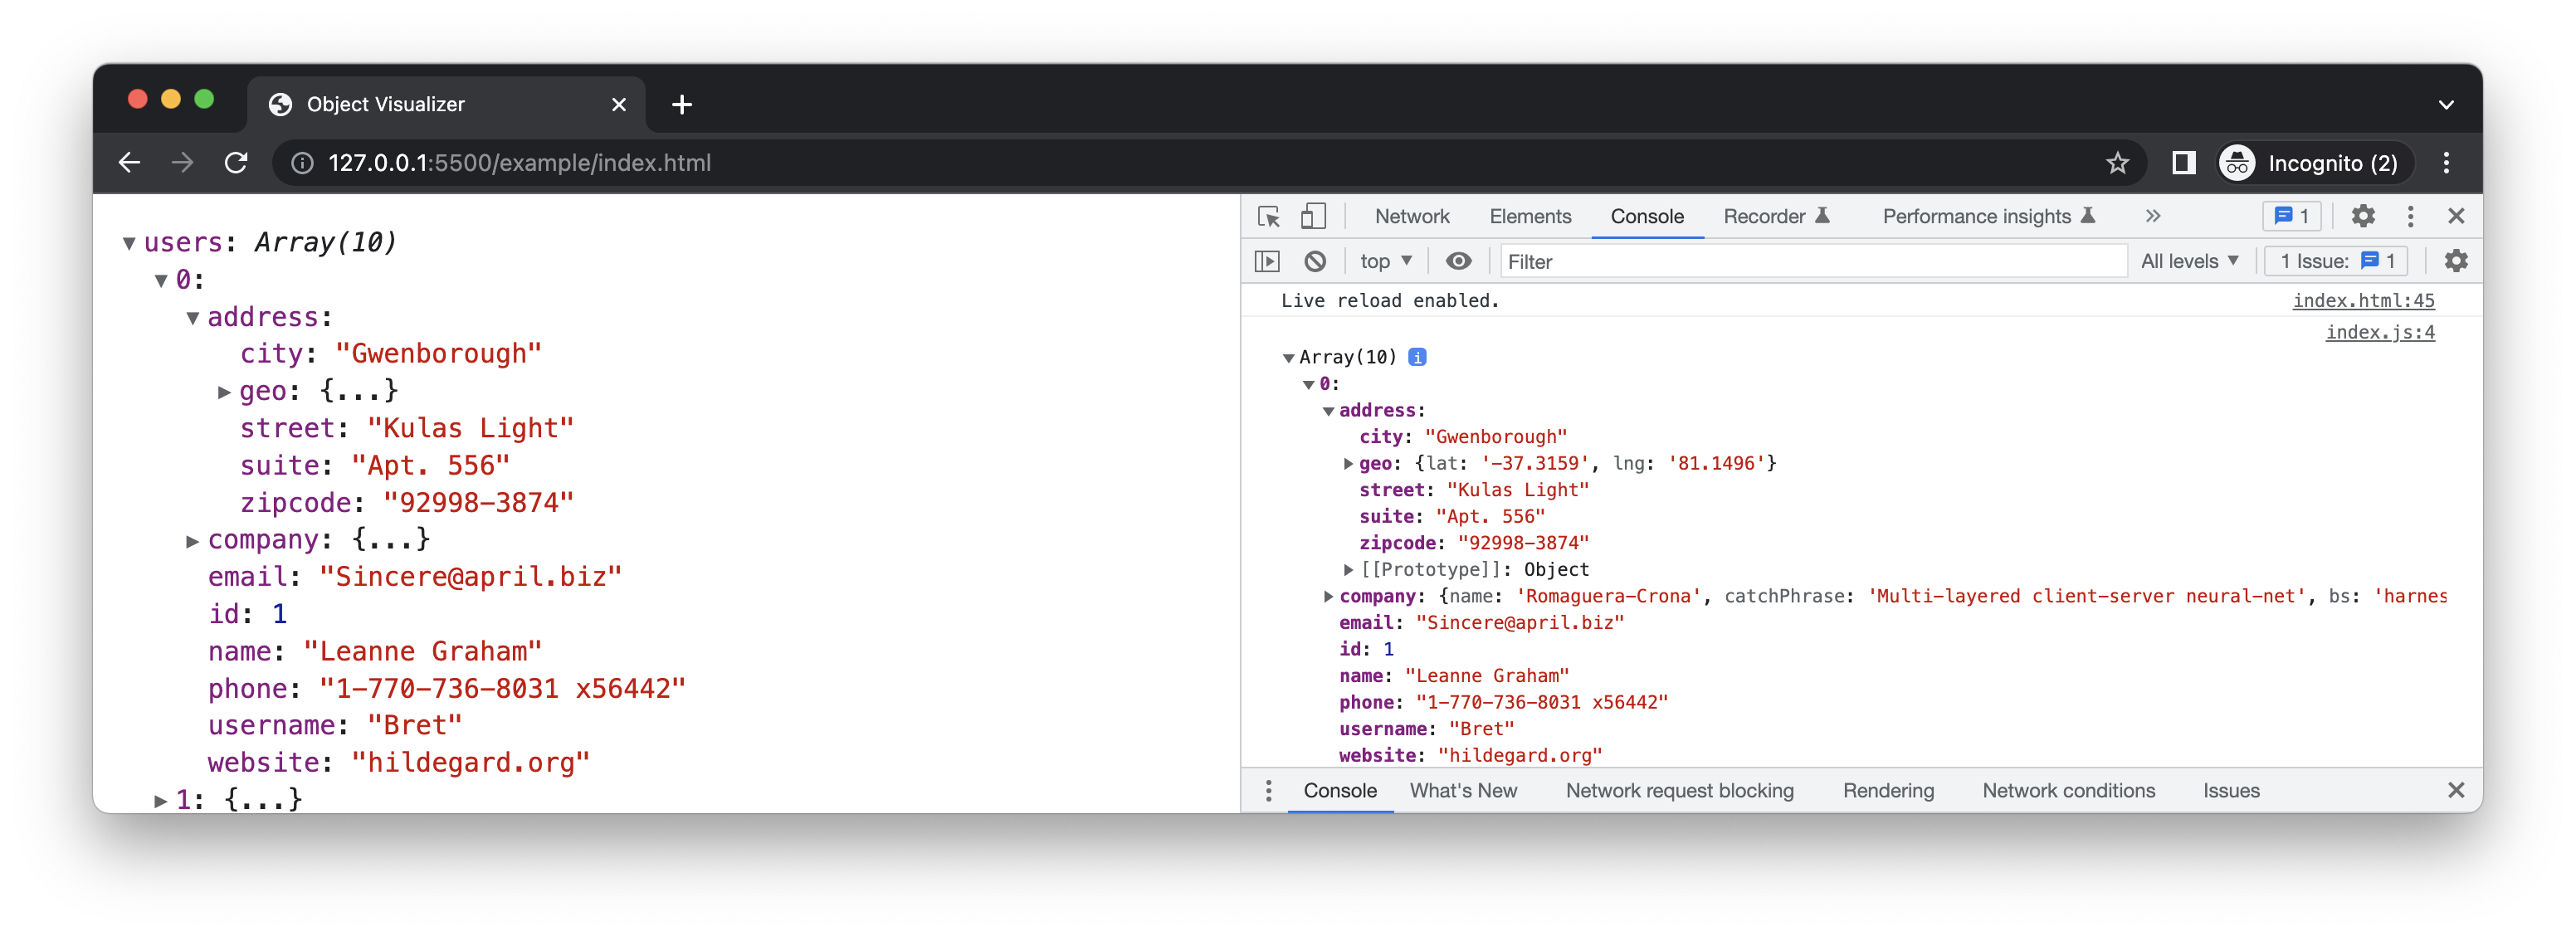 Object Visualizer
127.0.0.1:5500/example/index.html
Incognito (2)
users: Array(10)
0:
address:
city: "Gwenborough"
geo: {...}
street: "Kulas Light"
suite: "Apt. 556"
zipcode: "92998-3874"
company: {...}
email: "Sincere@april.biz"
id: 1
name: "Leanne Graham"
phone: "1-770-736-8031 x56442"
username: "Bret"
website: "hildegard.org"
1: {...}
Network Elements Console Recorder Performance insights 1
top Filter All levels 1 Issue: 1
Live reload enabled. index.html:45
index.js:4
Array(10) i
0:
address:
city: "Gwenborough"
geo: {lat: '-37.3159', lng: '81.1496'}
street: "Kulas Light"
suite: "Apt. 556"
zipcode: "92998-3874"
[[Prototype]]: Object
company: {name: 'Romaguera-Crona', catchPhrase: 'Multi-layered client-server neural-net', bs: 'harnes
email: "Sincere@april.biz"
id: 1
name: "Leanne Graham"
phone: "1-770-736-8031 x56442"
username: "Bret"
website: "hildegard.org"
Console What's New Network request blocking Rendering Network conditions Issues